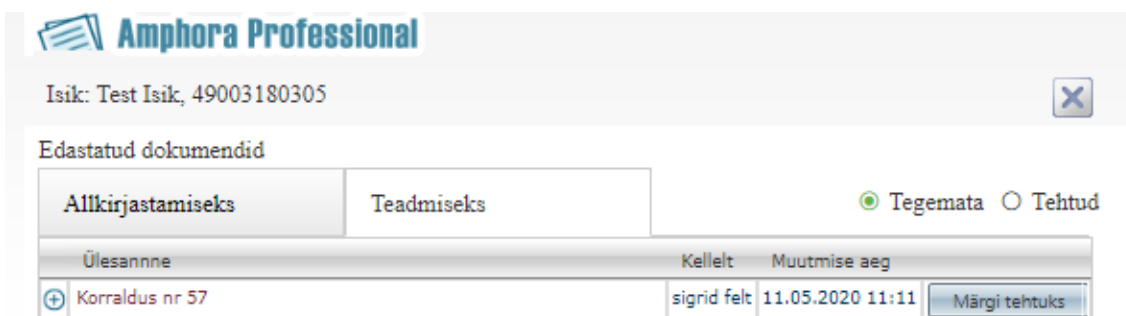 Amphora Professional
Isik: Test Isik, 49003180305
Edastatud dokumendid
Allkirjastamiseks Teadmiseks Tegemata Tehtud
Ülesannne Kellelt Muutmise aeg
Korraldus nr 57 sigrid felt 11.05.2020 11:11 Märgi tehtuks